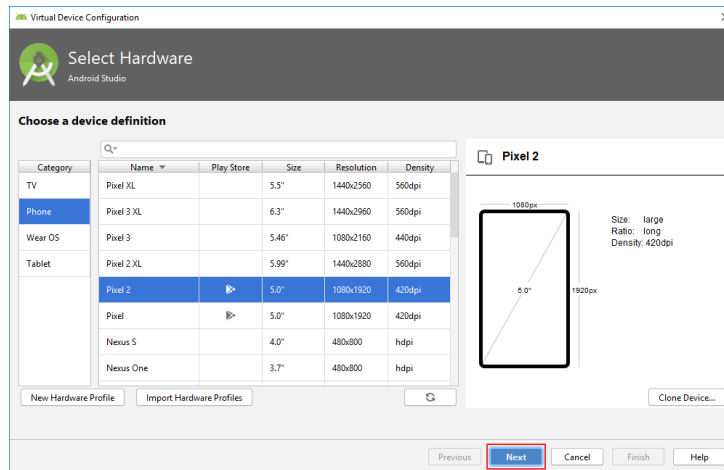 Virtual Device Configuration
Select Hardware
Android Studio
Choose a device definition
Category
TV
Phone
Wear OS
Tablet
Name Play Store Size Resolution Density
Pixel XL 5.5" 1440x2560 560dpi
Pixel 3 XL 6.3" 1440x2960 560dpi
Pixel 3 5.46" 1080x2160 440dpi
Pixel 2 XL 5.99" 1440x2880 560dpi
Pixel 2 5.0" 1080x1920 420dpi
Pixel 5.0" 1080x1920 420dpi
Nexus S 4.0" 480x800 hdpi
Nexus One 3.7" 480x800 hdpi
New Hardware Profile Import Hardware Profiles
Pixel 2
1080px
5.0"
1920px
Size: large
Ratio: long
Density: 420dpi
Clone Device...
Previous Next Cancel Finish Help